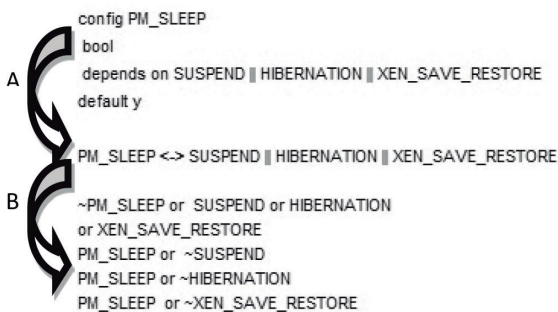 config PM_SLEEP
bool
depends on SUSPEND || HIBERNATION || XEN_SAVE_RESTORE
default y
A
PM_SLEEP <-> SUSPEND || HIBERNATION || XEN_SAVE_RESTORE
B
~PM_SLEEP or SUSPEND or HIBERNATION
or XEN_SAVE_RESTORE
PM_SLEEP or ~SUSPEND
PM_SLEEP or ~HIBERNATION
PM_SLEEP or ~XEN_SAVE_RESTORE